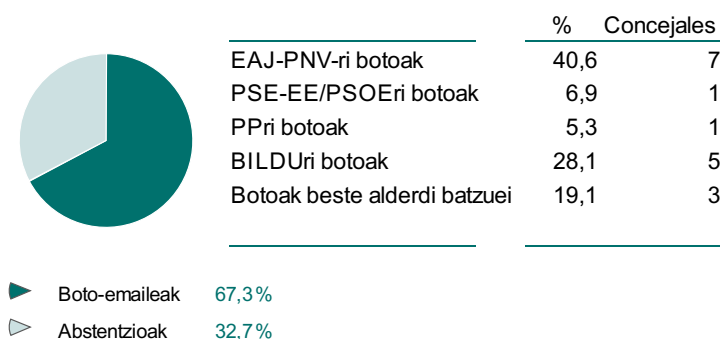 % Concejales
EAJ-PNV-ri botoak 40,6 7
PSE-EE/PSOEri botoak 6,9 1
PPri botoak 5,3 1
BILDUri botoak 28,1 5
Botoak beste alderdi batzuei 19,1 3
Boto-emaileak 67,3%
Abstentzioak 32,7%